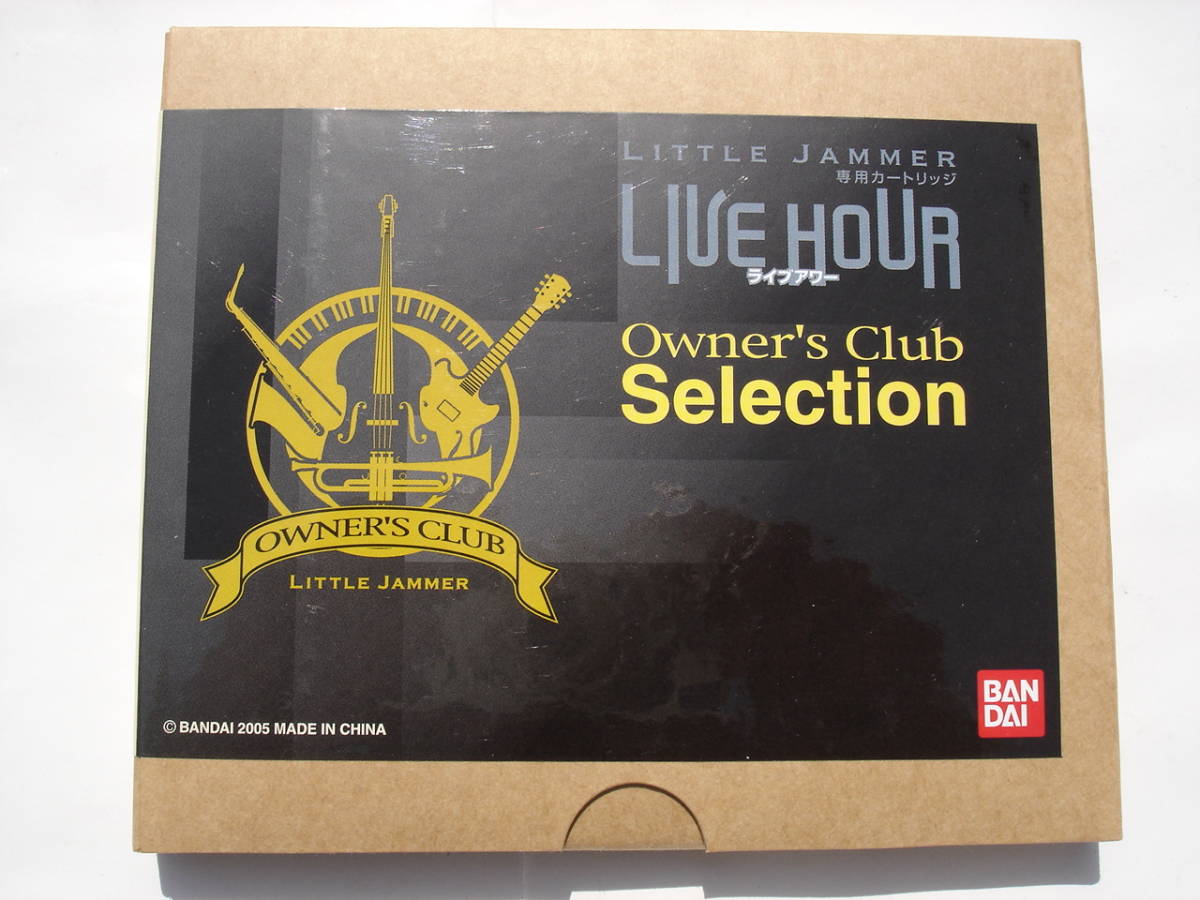 LITTLE JAMMER
専用カートリッジ
LIVE HOUR
ライブアワー
Owner's Club
Selection
OWNER'S CLUB
LITTLE JAMMER
© BANDAI 2005 MADE IN CHINA
BAN
DAI